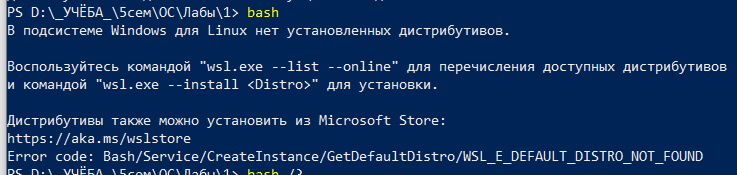 PS D:\_УЧЁБА_\5сем\ОС\Лабы\1> bash
В подсистеме Windows для Linux нет установленных дистрибутивов.
Воспользуйтесь командой "wsl.exe --list --online" для перечисления доступных дистрибутивов
и командой "wsl.exe --install <Distro>" для установки.
Дистрибутивы также можно установить из Microsoft Store:
https://aka.ms/wslstore
Error code: Bash/Service/CreateInstance/GetDefaultDistro/WSL_E_DEFAULT_DISTRO_NOT_FOUND
PS D:\_УЧЁБА_\5сем\ОС\Лабы\1> bash /?